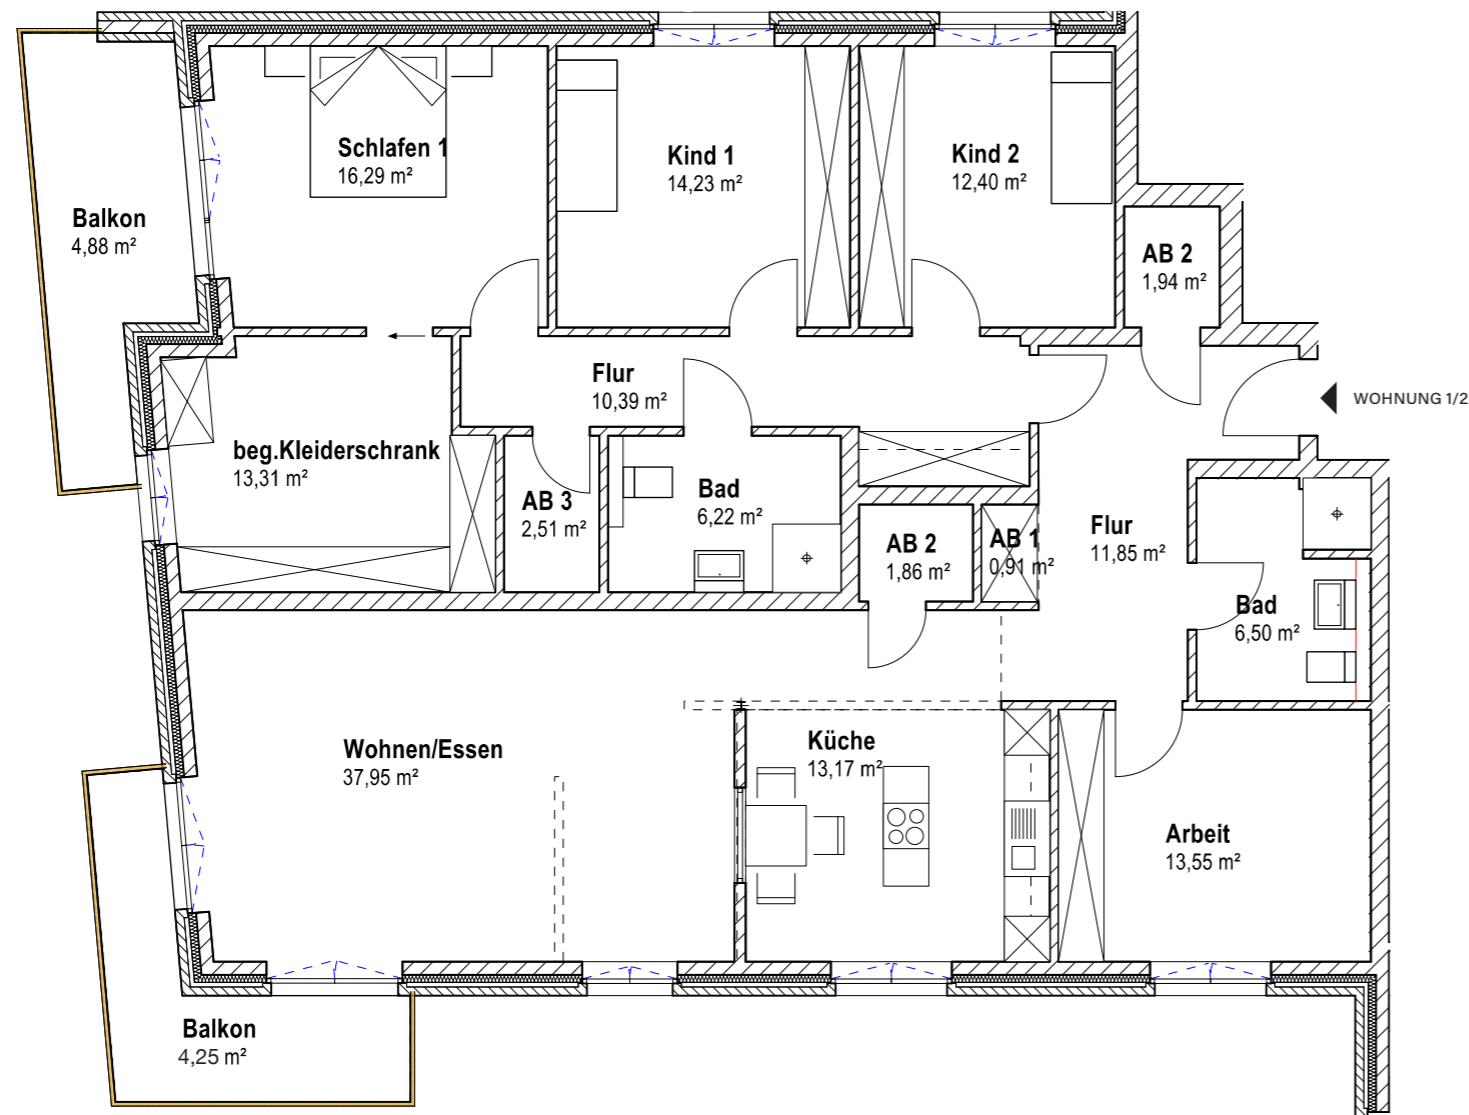 Schlafen 1
16,29 m²
Kind 1
14,23 m²
Kind 2
12,40 m²
Balkon
4,88 m²
AB 2
1,94 m²
Flur
10,39 m²
WOHNUNG 1/2
beg.Kleiderschrank
13,31 m²
AB 3
2,51 m²
Bad
6,22 m²
AB 2
1,86 m²
AB 1
0,91 m²
Flur
11,85 m²
Bad
6,50 m²
Wohnen/Essen
37,95 m²
Küche
13,17 m²
Arbeit
13,55 m²
Balkon
4,25 m²